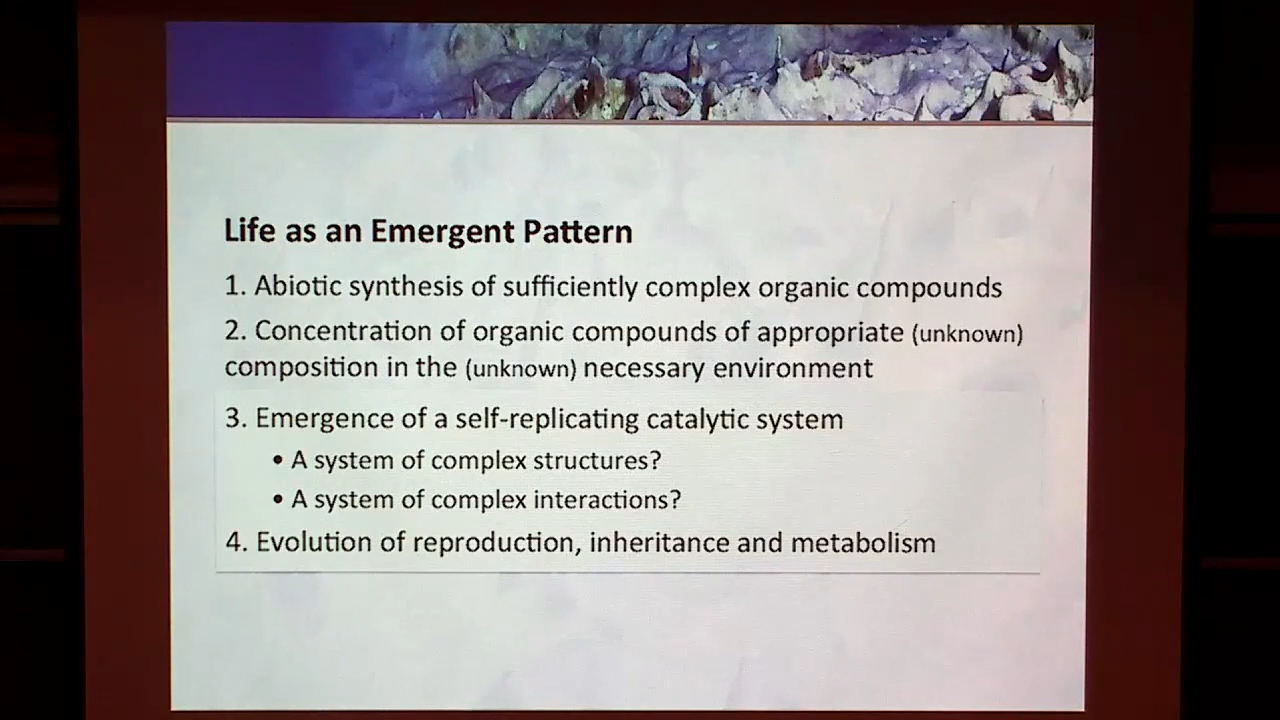 Life as an Emergent Pattern
1. Abiotic synthesis of sufficiently complex organic compounds
2. Concentration of organic compounds of appropriate (unknown)
composition in the (unknown) necessary environment
3. Emergence of a self-replicating catalytic system
• A system of complex structures?
• A system of complex interactions?
4. Evolution of reproduction, inheritance and metabolism